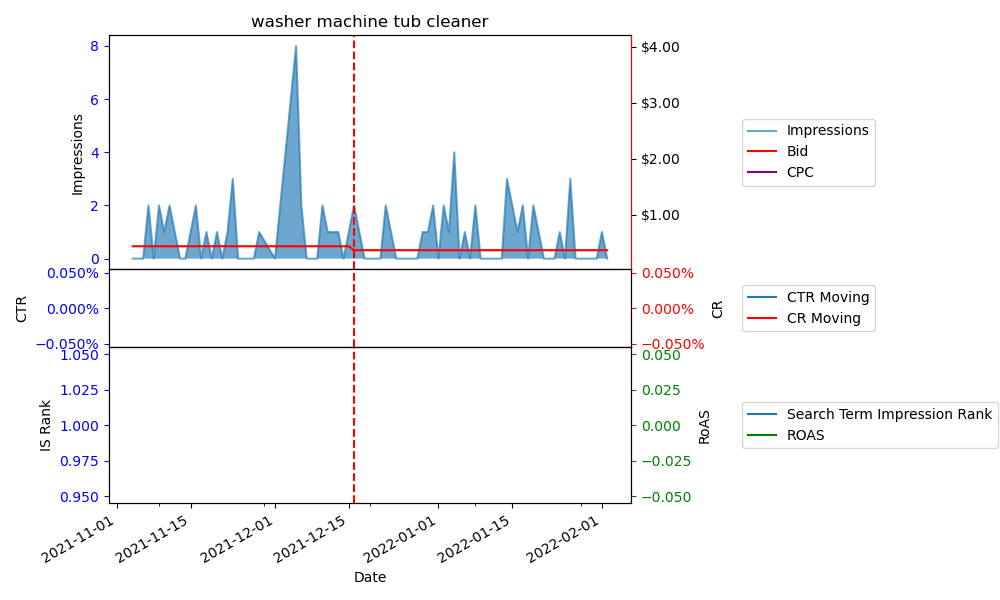 washer machine tub cleaner
8
6
4
2
0
Impressions
$4.00
$3.00
$2.00
$1.00
Impressions
Bid
CPC
0.050%
0.000%
−0.050%
CTR
0.050%
0.000%
−0.050%
CR
CTR Moving
CR Moving
1.050
1.025
1.000
0.975
0.950
IS Rank
0.050
0.025
0.000
−0.025
−0.050
RoAS
Search Term Impression Rank
ROAS
2021-11-01
2021-11-15
2021-12-01
2021-12-15
2022-01-01
2022-01-15
2022-02-01
Date